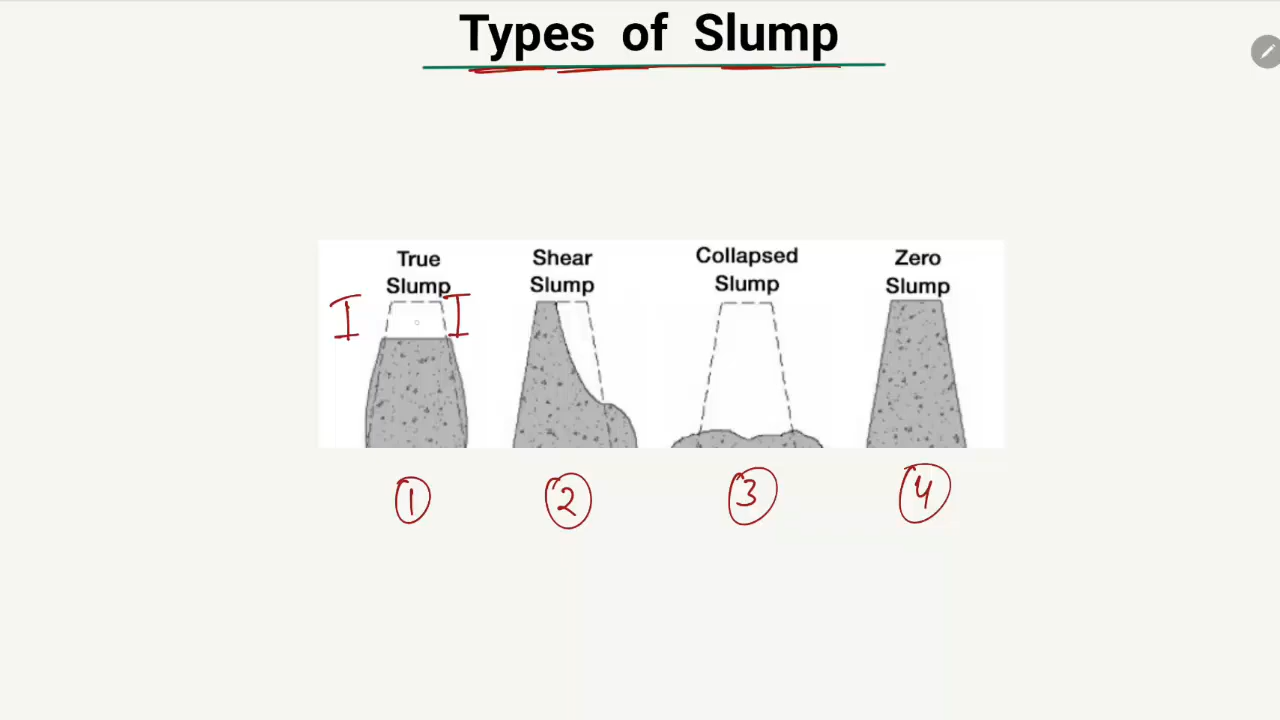 Types of Slump
True
Slump
Shear
Slump
Collapsed
Slump
Zero
Slump
I I
1 2 3 4